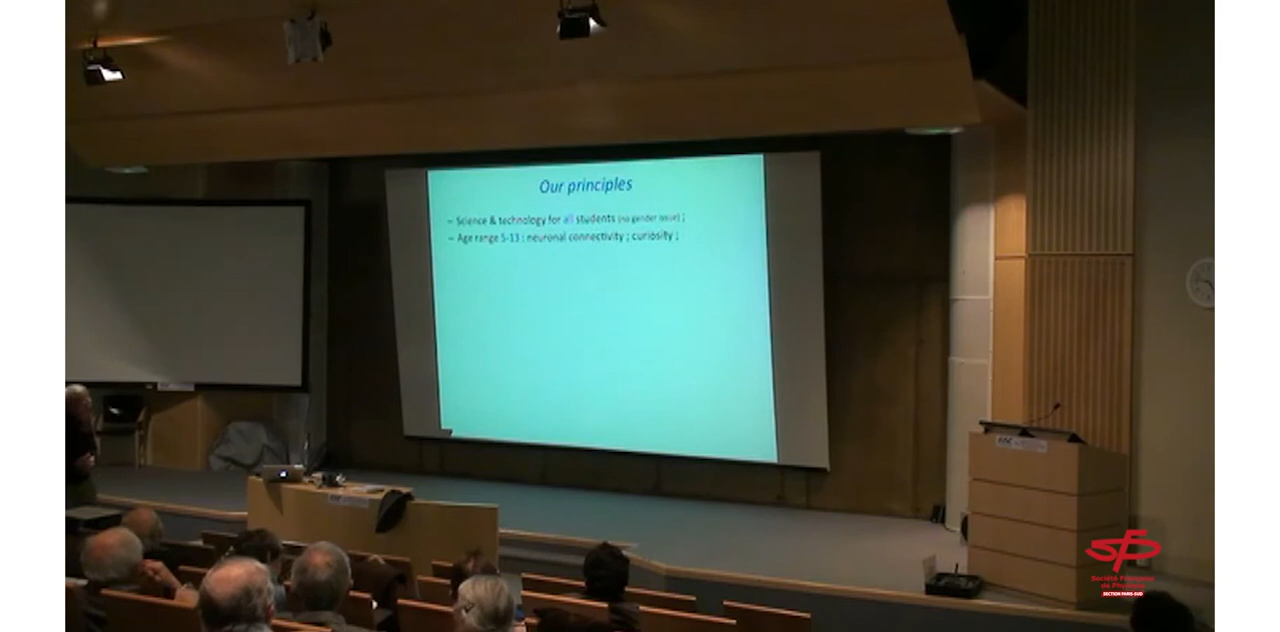 Our principles
– Science & technology for all students (no gender issue) ;
– Age range 5-13 : neuronal connectivity ; curiosity ;
SFP
Société Française
de Physique
SECTION PARIS-SUD